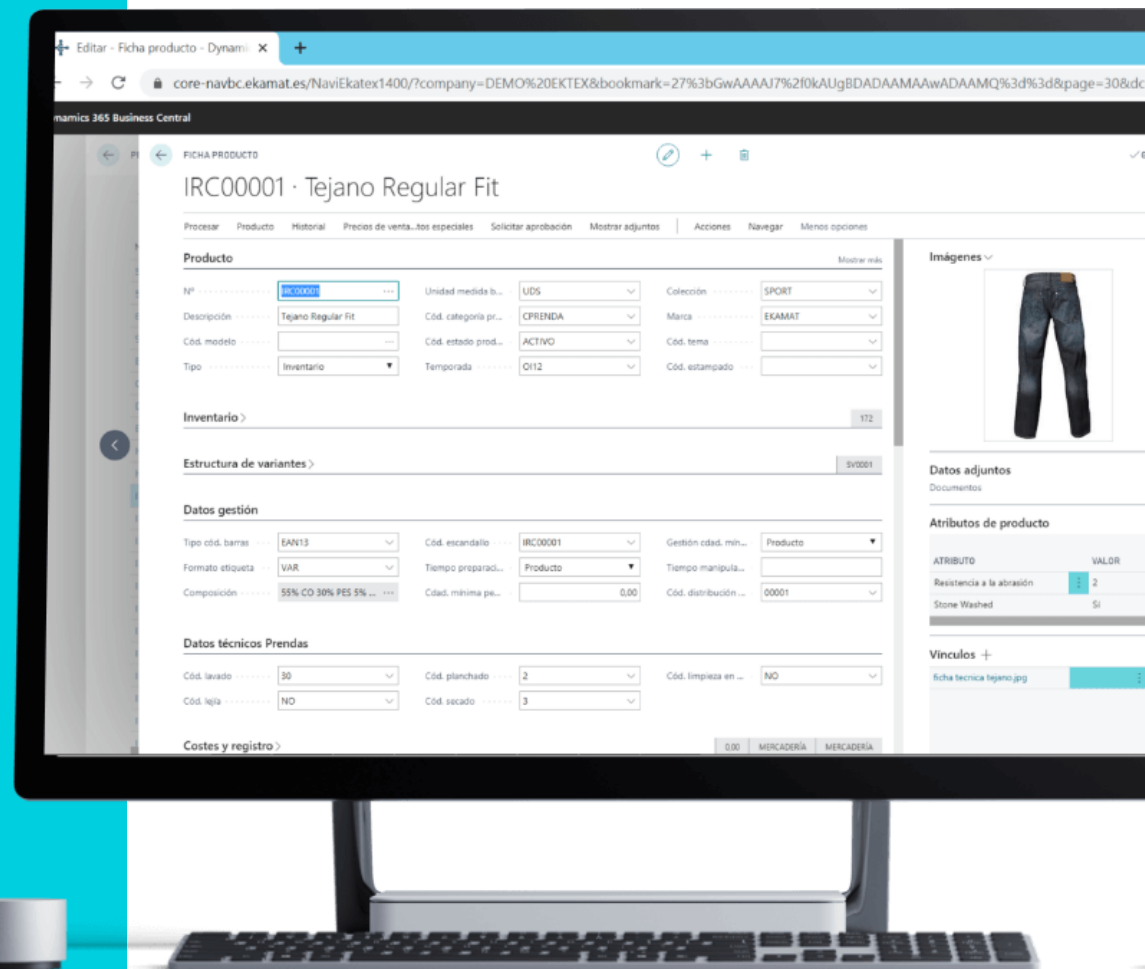 Editar - Ficha producto - Dynami
core-navbc.ekamat.es/NaviEkatex1400/?company=DEMO%20EKTEX&bookmark=27%3bGwAAAAJ7%2f0kAUgBDADAAMAAwADAAMQ%3d%3d&page=30&dc
namics 365 Business Central
FICHA PRODUCTO
IRC00001 · Tejano Regular Fit
Procesar Producto Historial Precios de venta...tos especiales Solicitar aprobación Mostrar adjuntos Acciones Navegar Menos opciones
Producto Mostrar más
Nº IRC00001 Unidad medida b... UDS Colección SPORT
Descripción Tejano Regular Fit Cód. categoría pr... CPRENDA Marca EKAMAT
Cód. modelo Cód. estado prod... ACTIVO Cód. tema
Tipo Inventario Temporada OI12 Cód. estampado
Inventario 172
Estructura de variantes SV0001
Datos gestión
Tipo cód. barras EAN13 Cód. escandallo IRC00001 Gestión cdad. mín... Producto
Formato etiqueta VAR Tiempo preparaci... Producto Tiempo manipula...
Composición 55% CO 30% PES 5% ... Cdad. mínima pe... 0,00 Cód. distribución ... 00001
Datos técnicos Prendas
Cód. lavado 30 Cód. planchado 2 Cód. limpieza en ... NO
Cód. lejía NO Cód. secado 3
Costes y registro 0,00 MERCADERÍA MERCADERÍA
Imágenes
Datos adjuntos
Documentos
Atributos de producto
ATRIBUTO VALOR
Resistencia a la abrasión 2
Stone Washed Sí
Vínculos
ficha tecnica tejano.jpg